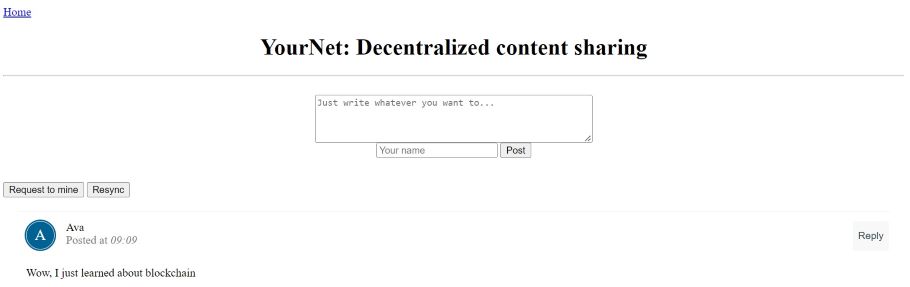 Home
YourNet: Decentralized content sharing
Just write whatever you want to...
Your name Post
Request to mine Resync
A Ava
Posted at 09:09
Reply
Wow, I just learned about blockchain